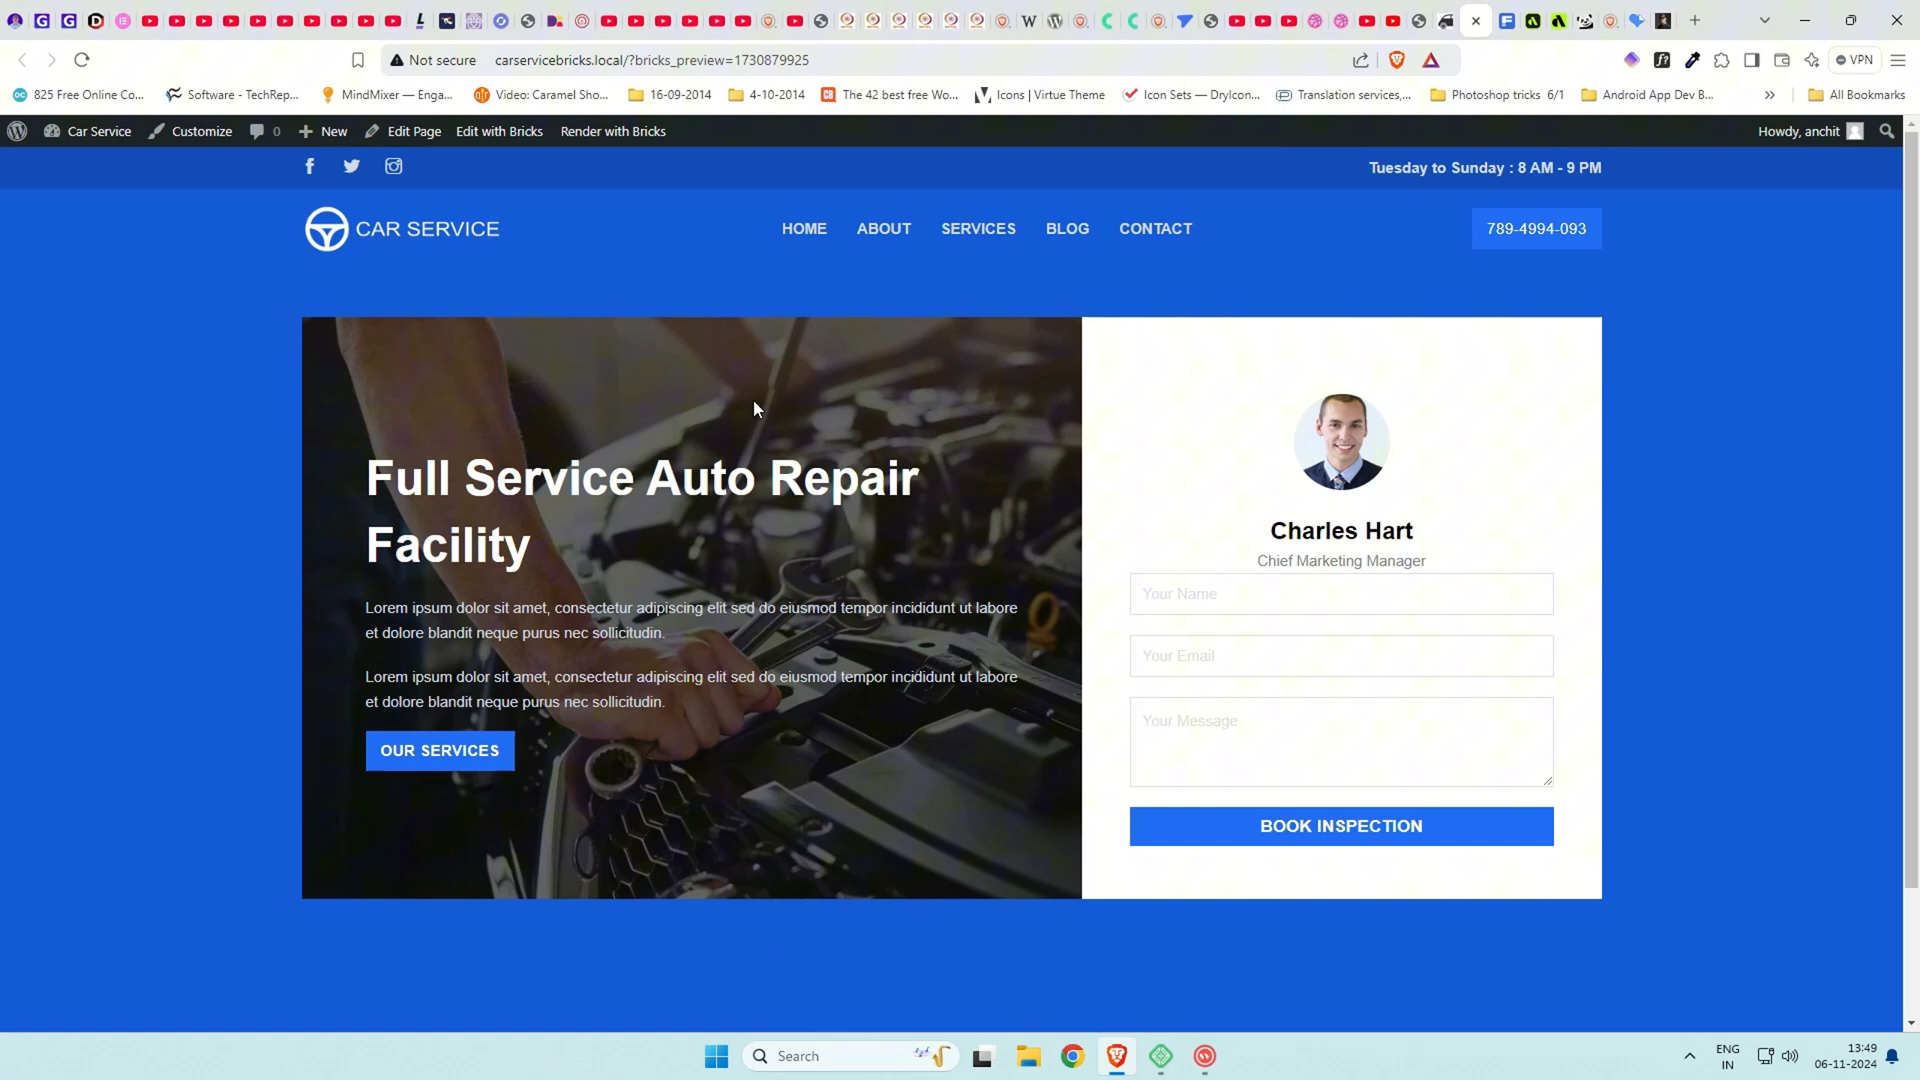 Not secure
carservicebricks.local/?bricks_preview=1730879925
VPN
825 Free Online Co...
Software - TechRep...
MindMixer — Enga...
Video: Caramel Sho...
16-09-2014
4-10-2014
The 42 best free Wo...
Icons | Virtue Theme
Icon Sets — DryIcon...
Translation services,...
Photoshop tricks 6/1
Android App Dev B...
All Bookmarks
Car Service
Customize
0
New
Edit Page
Edit with Bricks
Render with Bricks
Howdy, anchit
Tuesday to Sunday : 8 AM - 9 PM
CAR SERVICE
HOME
ABOUT
SERVICES
BLOG
CONTACT
789-4994-093
Full Service Auto Repair
Facility
Lorem ipsum dolor sit amet, consectetur adipiscing elit sed do eiusmod tempor incididunt ut labore
et dolore blandit neque purus nec sollicitudin.
Lorem ipsum dolor sit amet, consectetur adipiscing elit sed do eiusmod tempor incididunt ut labore
et dolore blandit neque purus nec sollicitudin.
OUR SERVICES
Charles Hart
Chief Marketing Manager
Your Name
Your Email
Your Message
BOOK INSPECTION
Search
ENG
IN
13:49
06-11-2024